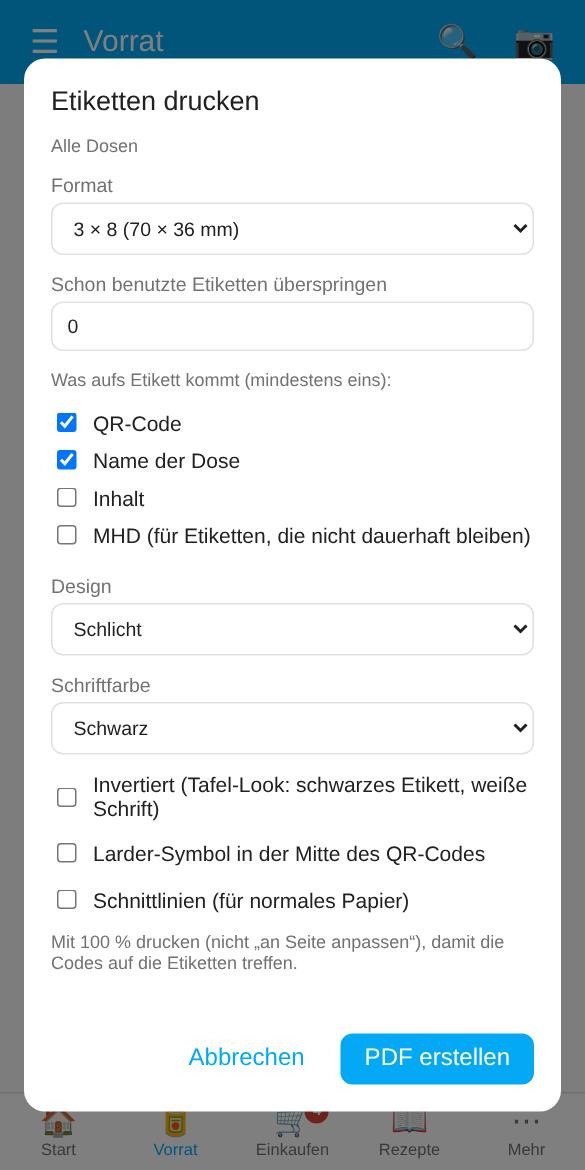 ☰ Vorrat
Etiketten drucken
Alle Dosen
Format
3 × 8 (70 × 36 mm)
Schon benutzte Etiketten überspringen
0
Was aufs Etikett kommt (mindestens eins):
QR-Code
Name der Dose
Inhalt
MHD (für Etiketten, die nicht dauerhaft bleiben)
Design
Schlicht
Schriftfarbe
Schwarz
Invertiert (Tafel-Look: schwarzes Etikett, weiße
Schrift)
Larder-Symbol in der Mitte des QR-Codes
Schnittlinien (für normales Papier)
Mit 100 % drucken (nicht „an Seite anpassen“), damit die
Codes auf die Etiketten treffen.
Abbrechen PDF erstellen
Start Vorrat Einkaufen Rezepte Mehr